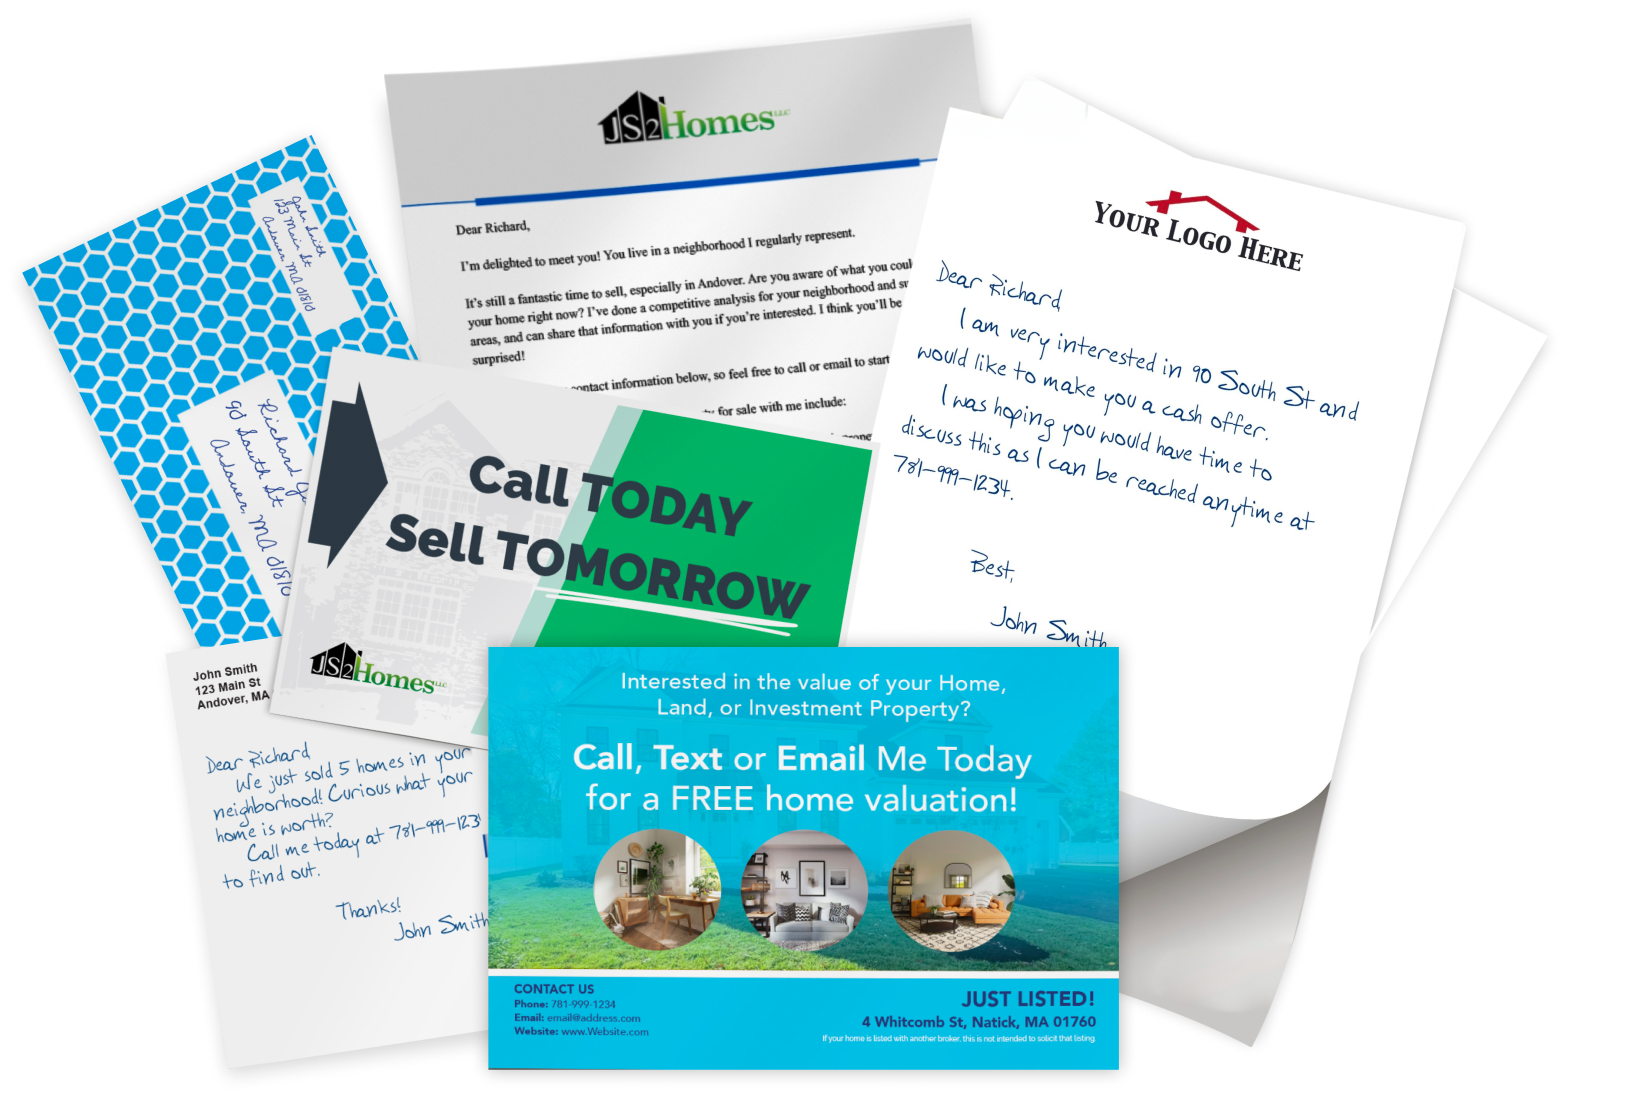 JS2Homes LLC
Dear Richard,
I'm delighted to meet you! You live in a neighborhood I regularly represent.
It's still a fantastic time to sell, especially in Andover. Are you aware of what you
your home right now? I've done a competitive analysis for your neighborhood and
areas, and can share that information with you if you're interested. I think you'll be
surprised!
information below, so feel free to call or email to start
for sale with me include:
John Smith
123 Main St
Andover, MA 01810
Richard
90 South St
Andover, MA 01810
YOUR LOGO HERE
Dear Richard
I am very interested in 90 South St and
would like to make you a cash offer.
I was hoping you would have time to
discuss this as I can be reached anytime at
781-999-1234.
Best,
John Smith
Call TODAY
Sell TOMORROW
JS2Homes LLC
John Smith
123 Main St
Andover, MA
Dear Richard
We just sold 5 homes in your
neighborhood! Curious what your
home is worth?
Call me today at 781-999-123
to find out.
Thanks!
John Smith
Interested in the value of your Home,
Land, or Investment Property?
Call, Text or Email Me Today
for a FREE home valuation!
CONTACT US
Phone: 781-999-1234
Email: email@address.com
Website: www.Website.com
JUST LISTED!
4 Whitcomb St, Natick, MA 01760
If your home is listed with another broker, this is not intended to solicit that listing.